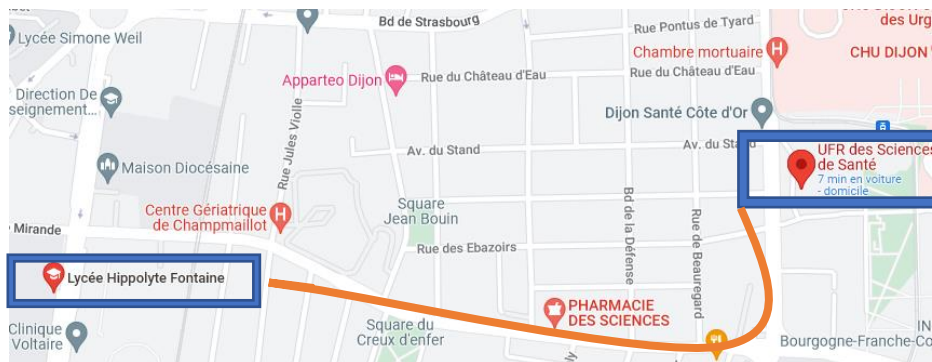 Bd de Strasbourg
des Urg
Rue Pontus de Tyard
Lycée Simone Weil
Chambre mortuaire
CHU DIJON
Apparteo Dijon
Rue du Château d'Eau
Rue du Château d'Eau
Direction De
seignement...
Dijon Santé Côte d'Or
Rue Jules Violle
Av. du Stand
Av. du Stand
UFR des Sciences
de Santé
7 min en voiture
- domicile
Maison Diocésaine
Centre Gériatrique
de Champmaillot
Square
Jean Bouin
Bd de la Défense
Rue de Beauregard
Mirande
Rue des Ebazoirs
Lycée Hippolyte Fontaine
PHARMACIE
DES SCIENCES
Square du
Creux d'enfer
Clinique
Voltaire
IN
Bourgogne-Franche-Co